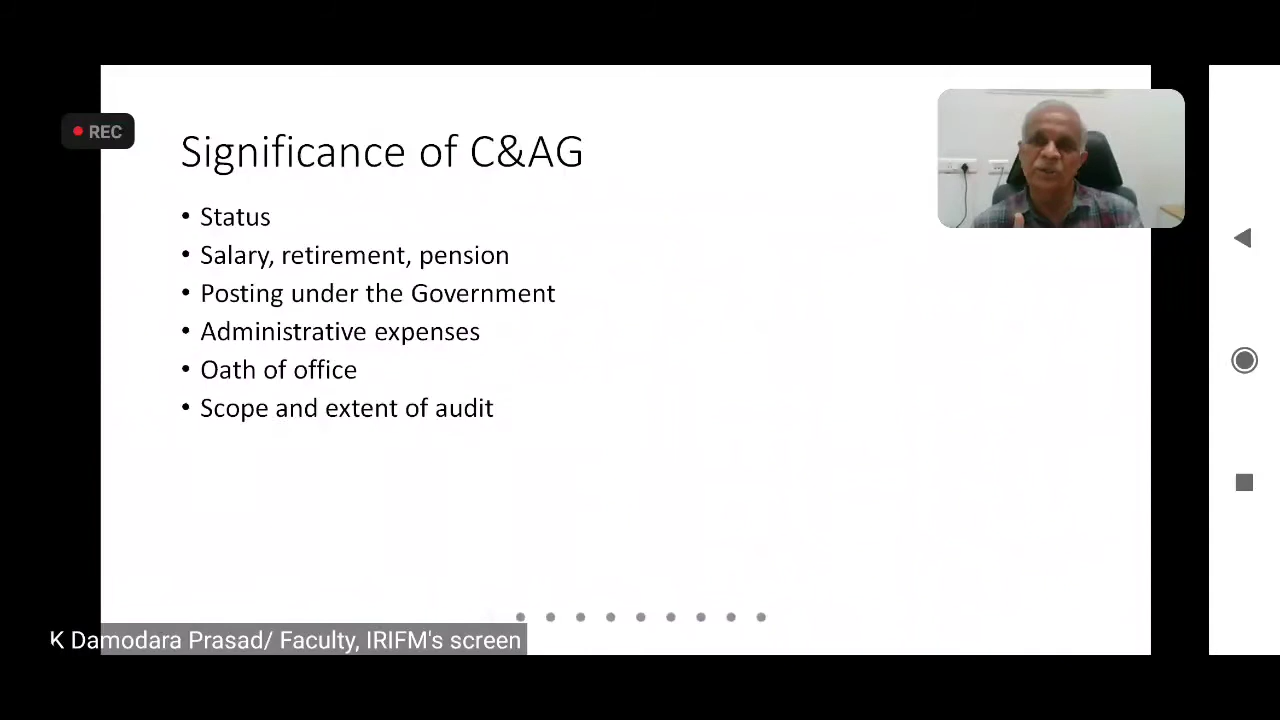 REC
Significance of C&AG
• Status
• Salary, retirement, pension
• Posting under the Government
• Administrative expenses
• Oath of office
• Scope and extent of audit
K Damodara Prasad/ Faculty, IRIFM's screen